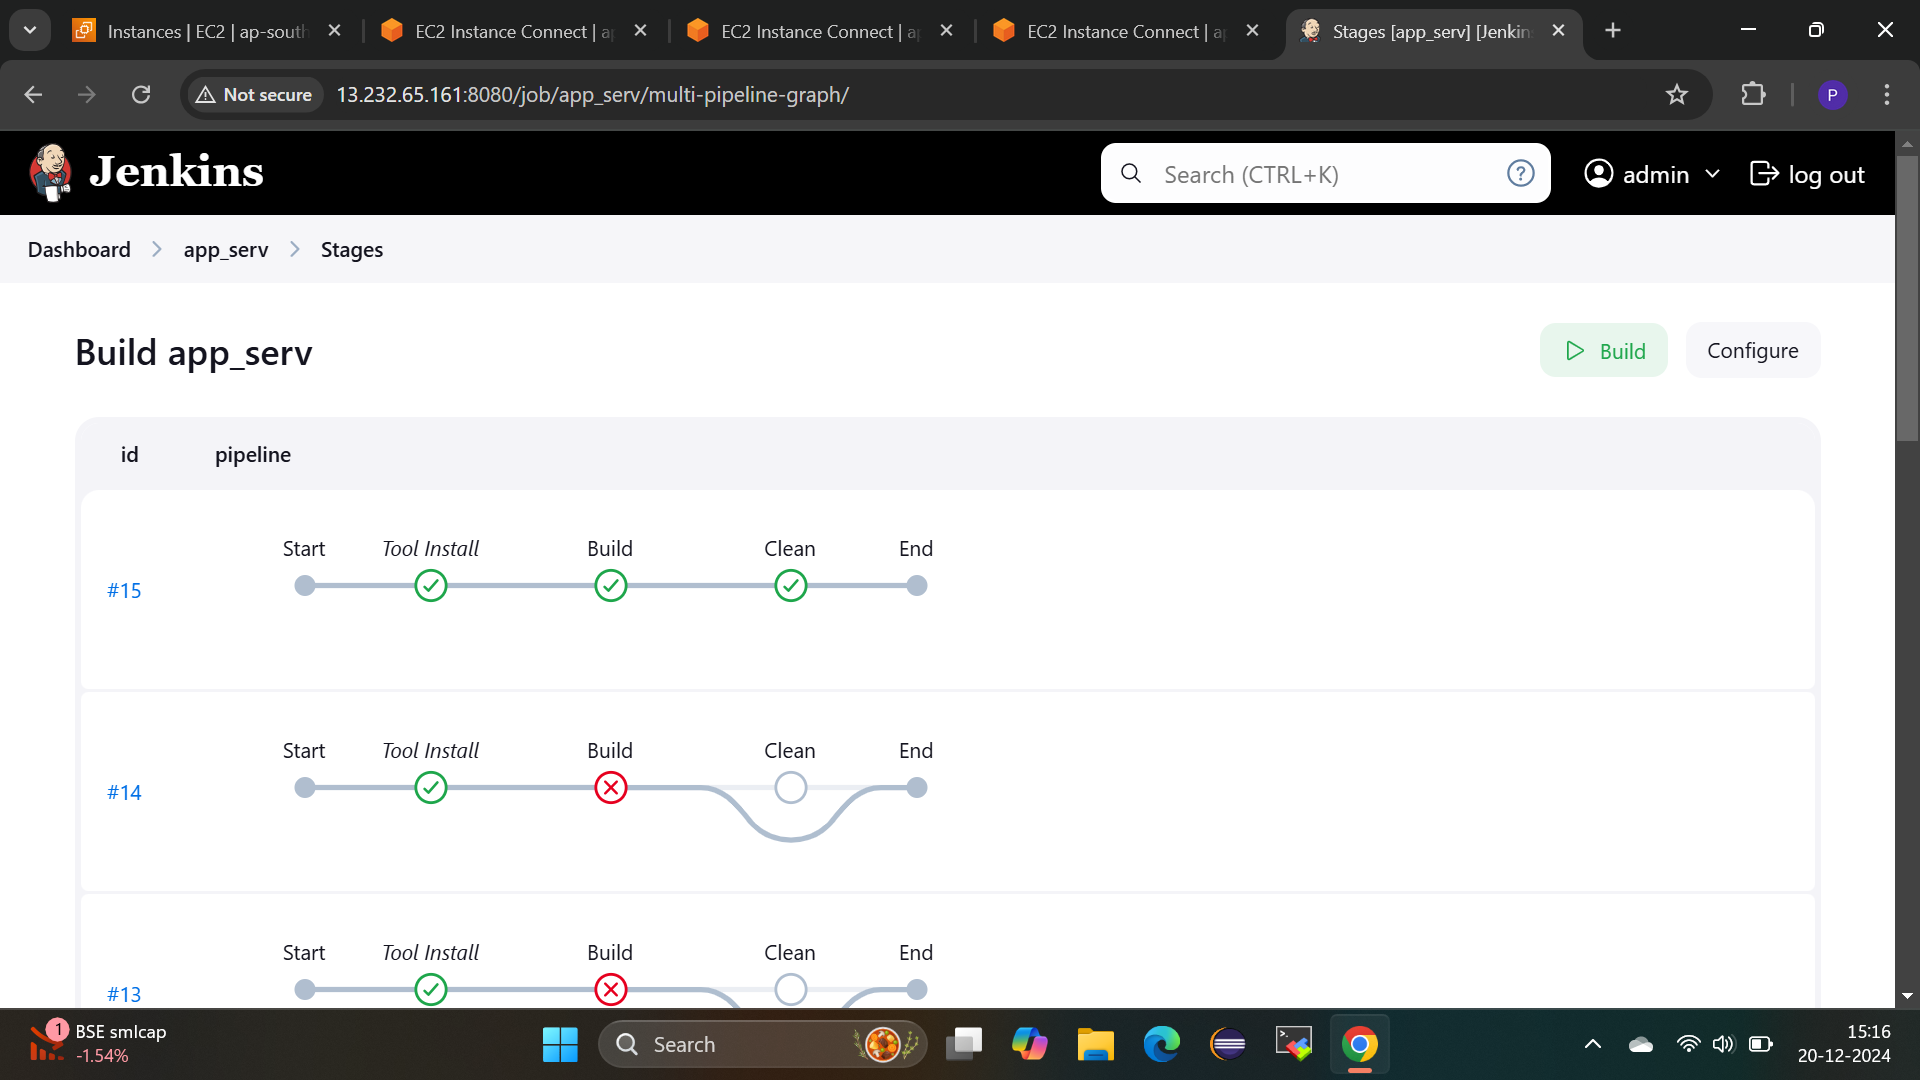 Instances | EC2 | ap-south
EC2 Instance Connect | ap
EC2 Instance Connect | ap
EC2 Instance Connect | ap
Stages [app_serv] [Jenkins
Not secure
13.232.65.161:8080/job/app_serv/multi-pipeline-graph/
P
Jenkins
Search (CTRL+K)
?
admin
log out
Dashboard
app_serv
Stages
Build app_serv
Build
Configure
id
pipeline
Start
Tool Install
Build
Clean
End
#15
Start
Tool Install
Build
Clean
End
#14
Start
Tool Install
Build
Clean
End
#13
1
BSE smlcap
-1.54%
Search
15:16
20-12-2024